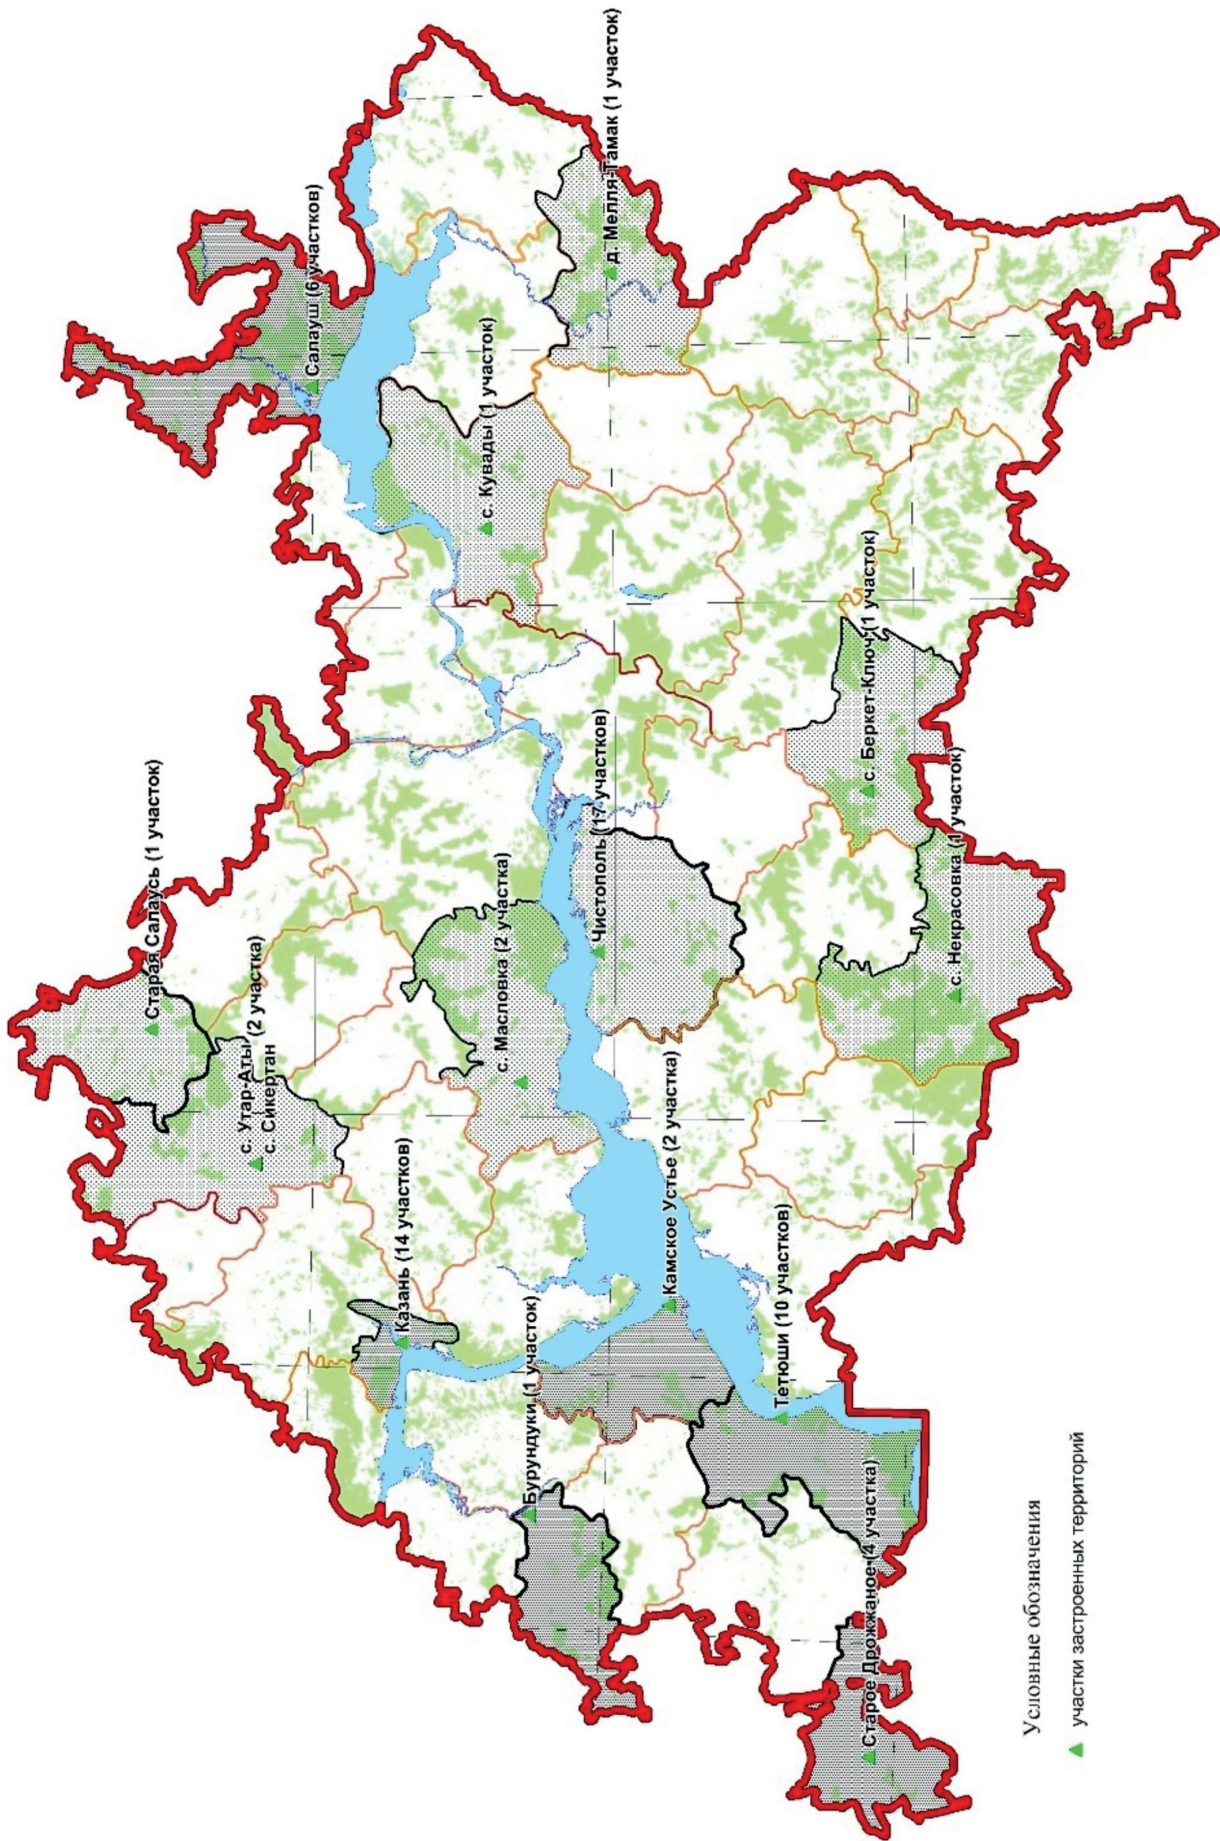 Старая Салаусь (1 участок)
с. Утар-Аты (2 участка)
с. Сикертан
Салауш (6 участков)
Казань (14 участков)
с. Масловка (2 участка)
с. Кувады (1 участок)
Бурундуки (1 участок)
Чистополь (17 участков)
д. Мелля-Тамак (1 участок)
Камское Устье (2 участка)
Тетюши (10 участков)
Старое Дрожжаное (4 участка)
с. Беркет-Ключ (1 участок)
с. Некрасовка (1 участок)
Условные обозначения
участки застроенных территорий